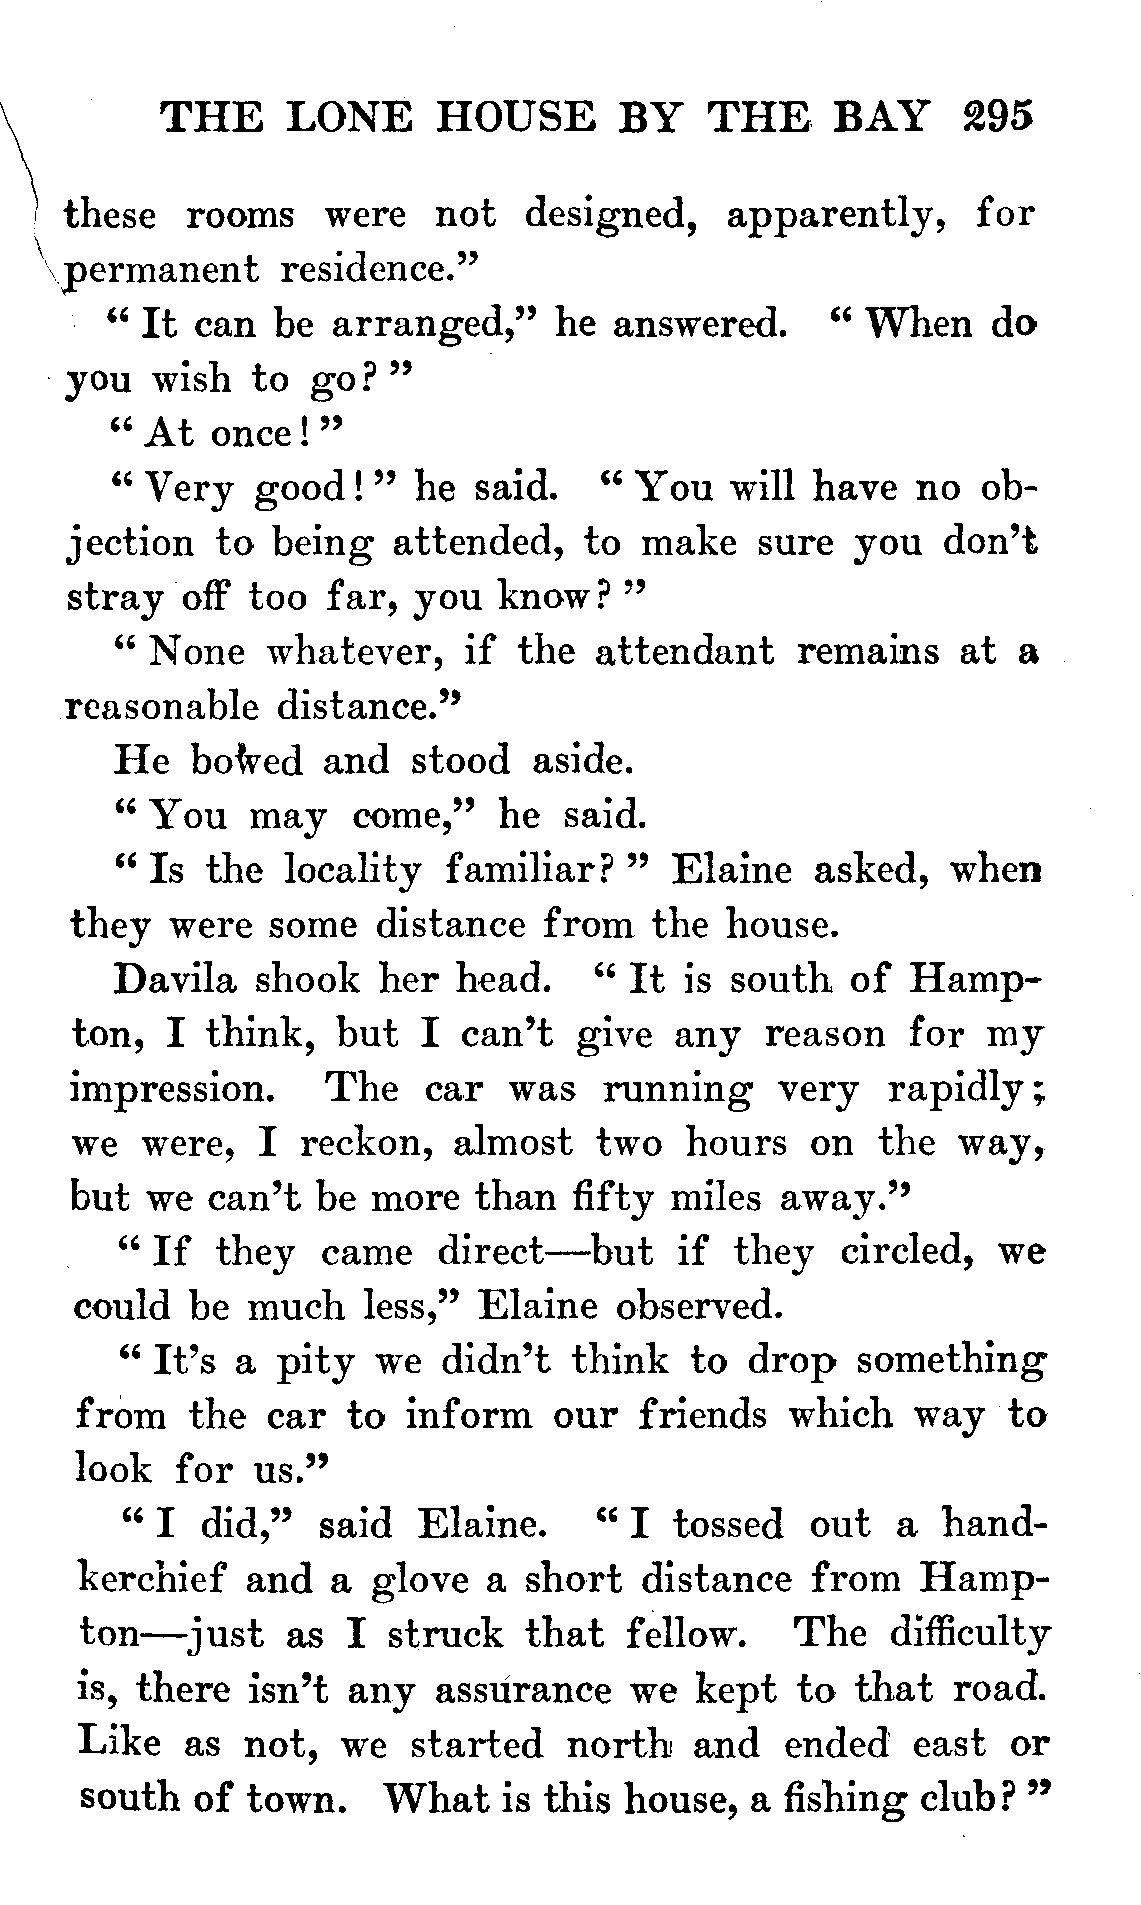 THE LONE HOUSE BY THE BAY 295
these rooms were not designed, apparently, for
permanent residence.”
“ It can be arranged,” he answered. “ When do
you wish to go? ”
“ At once! ”
“ Very good! ” he said. “ You will have no ob-
jection to being attended, to make sure you don’t
stray off too far, you know? ”
“ None whatever, if the attendant remains at a
reasonable distance.”
He bowed and stood aside.
“ You may come,” he said.
“ Is the locality familiar? ” Elaine asked, when
they were some distance from the house.
Davila shook her head. “ It is south of Hamp-
ton, I think, but I can’t give any reason for my
impression. The car was running very rapidly;
we were, I reckon, almost two hours on the way,
but we can’t be more than fifty miles away.”
“ If they came direct—but if they circled, we
could be much less,” Elaine observed.
“ It’s a pity we didn’t think to drop something
from the car to inform our friends which way to
look for us.”
“ I did,” said Elaine. “ I tossed out a hand-
kerchief and a glove a short distance from Hamp-
ton—just as I struck that fellow. The difficulty
is, there isn’t any assurance we kept to that road.
Like as not, we started north and ended east or
south of town. What is this house, a fishing club? ”